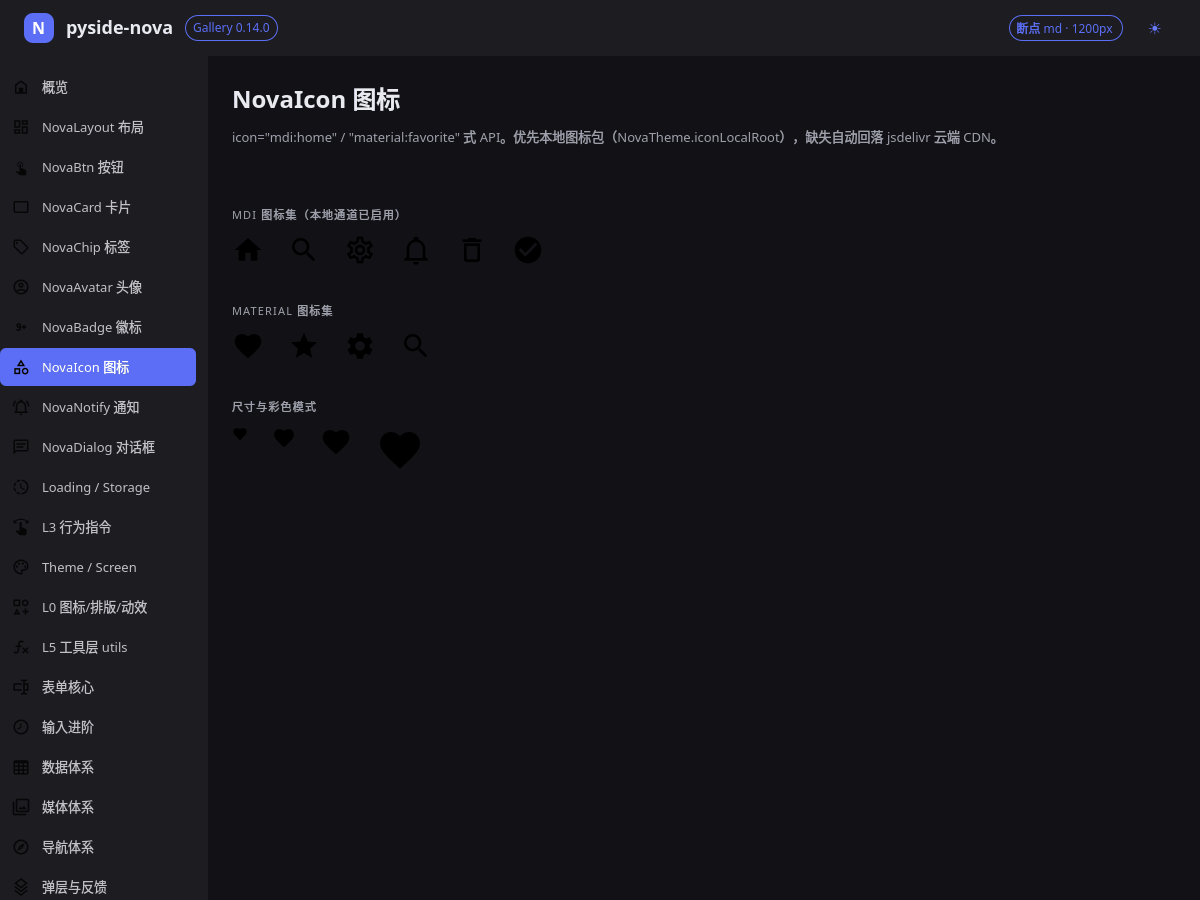 N
pyside-nova
Gallery 0.14.0
断点 md · 1200px
概览
NovaLayout 布局
NovaBtn 按钮
NovaCard 卡片
NovaChip 标签
NovaAvatar 头像
9+
NovaBadge 徽标
NovaIcon 图标
NovaNotify 通知
NovaDialog 对话框
Loading / Storage
L3 行为指令
Theme / Screen
L0 图标/排版/动效
L5 工具层 utils
表单核心
输入进阶
数据体系
媒体体系
导航体系
弹层与反馈
NovaIcon 图标
icon="mdi:home" / "material:favorite" 式 API。优先本地图标包（NovaTheme.iconLocalRoot），缺失自动回落 jsdelivr 云端 CDN。
MDI 图标集（本地通道已启用）
MATERIAL 图标集
尺寸与彩色模式